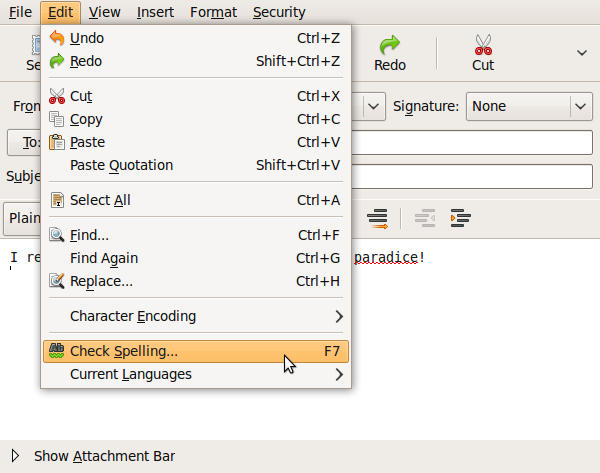 File Edit View Insert Format Security
Undo Ctrl+Z
Redo Shift+Ctrl+Z
Redo
Cut
Cut Ctrl+X
Copy Ctrl+C
Signature: None
Paste Ctrl+V
To:
Paste Quotation Shift+Ctrl+V
Select All Ctrl+A
Plain
Find... Ctrl+F
Find Again Ctrl+G
I paradice!
Replace... Ctrl+H
Character Encoding
Check Spelling... F7
Current Languages
Show Attachment Bar